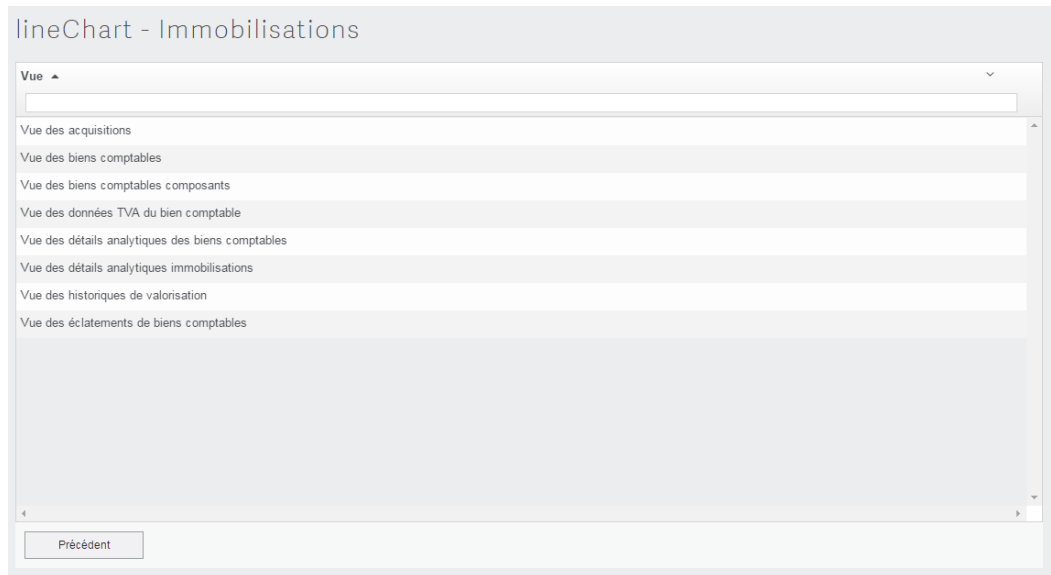 lineChart - Immobilisations
Vue
Vue des acquisitions
Vue des biens comptables
Vue des biens comptables composants
Vue des données TVA du bien comptable
Vue des détails analytiques des biens comptables
Vue des détails analytiques immobilisations
Vue des historiques de valorisation
Vue des éclatements de biens comptables
Précédent